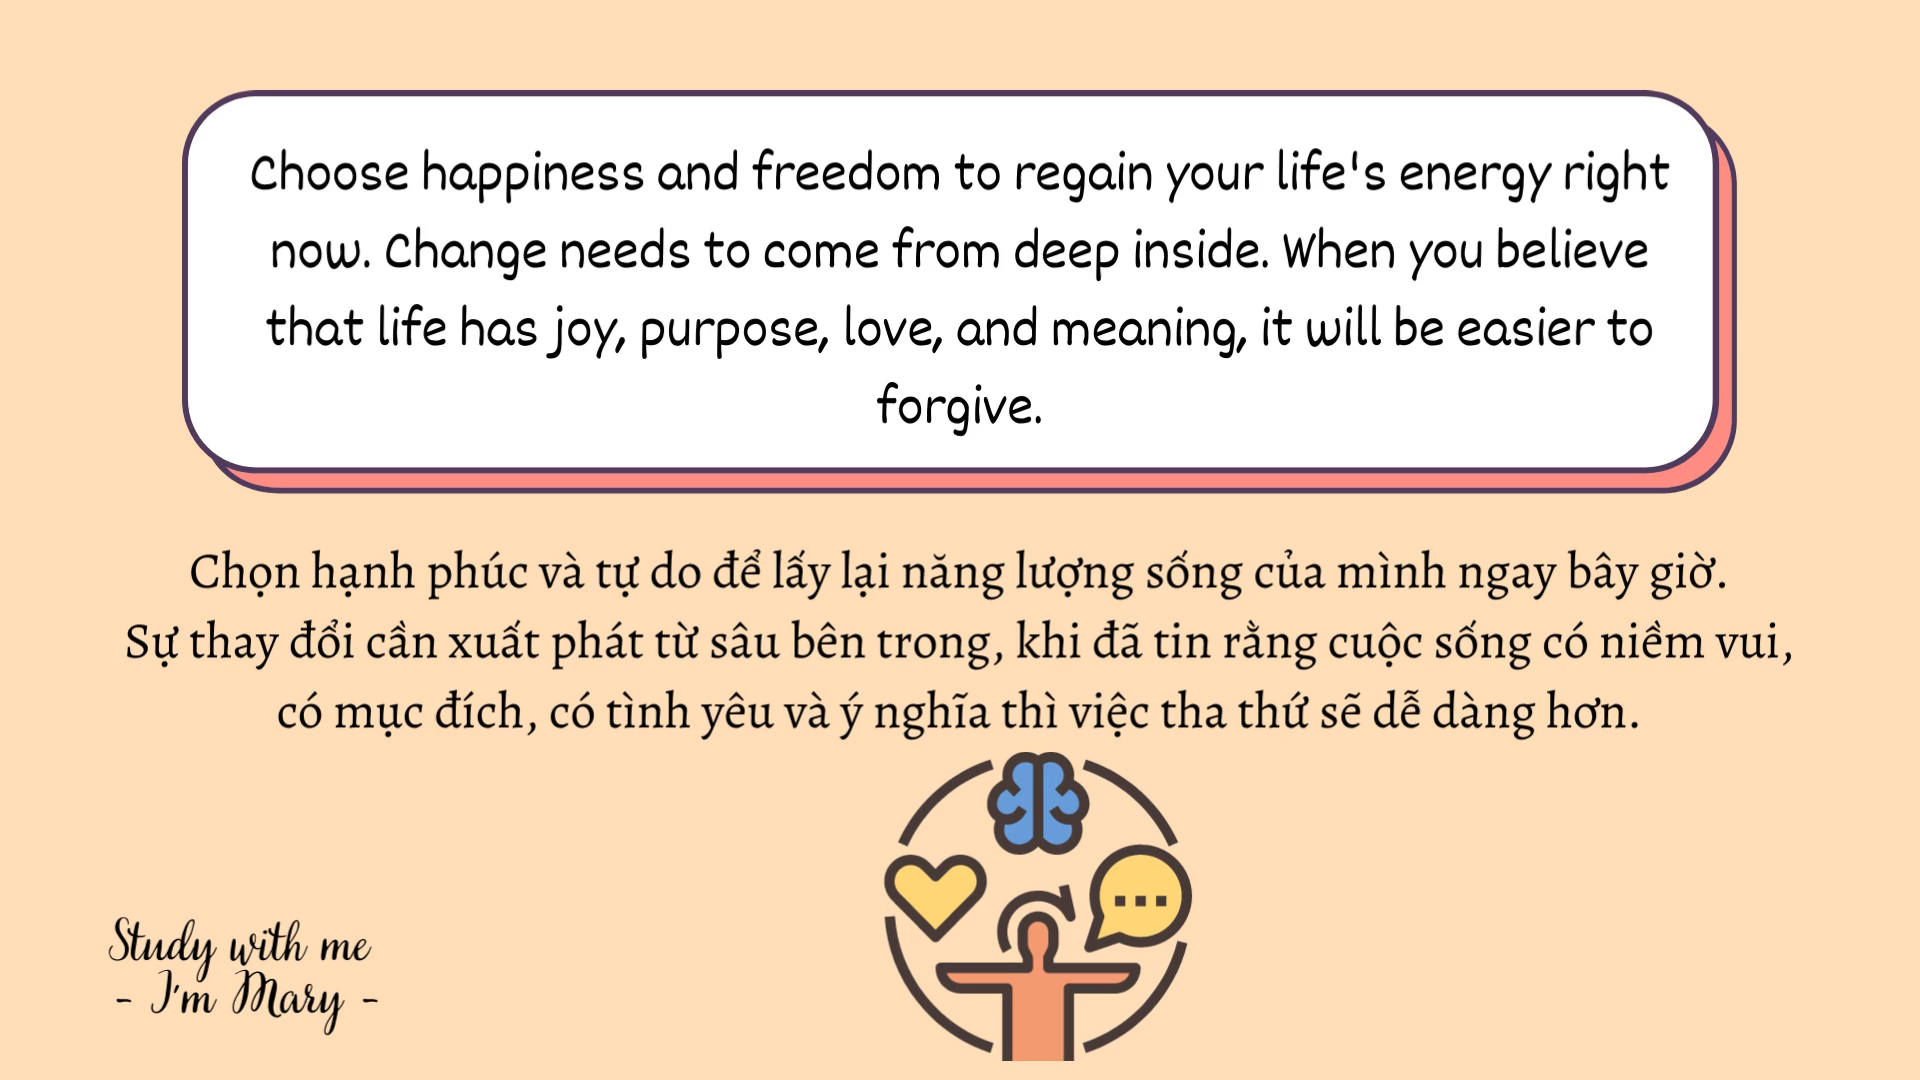 Choose happiness and freedom to regain your life's energy right
now. Change needs to come from deep inside. When you believe
that life has joy, purpose, love, and meaning, it will be easier to
forgive.
Chọn hạnh phúc và tự do để lấy lại năng lượng sống của mình ngay bây giờ.
Sự thay đổi cần xuất phát từ sâu bên trong, khi đã tin rằng cuộc sống có niềm vui,
có mục đích, có tình yêu và ý nghĩa thì việc tha thứ sẽ dễ dàng hơn.
Study with me
- I'm Mary -